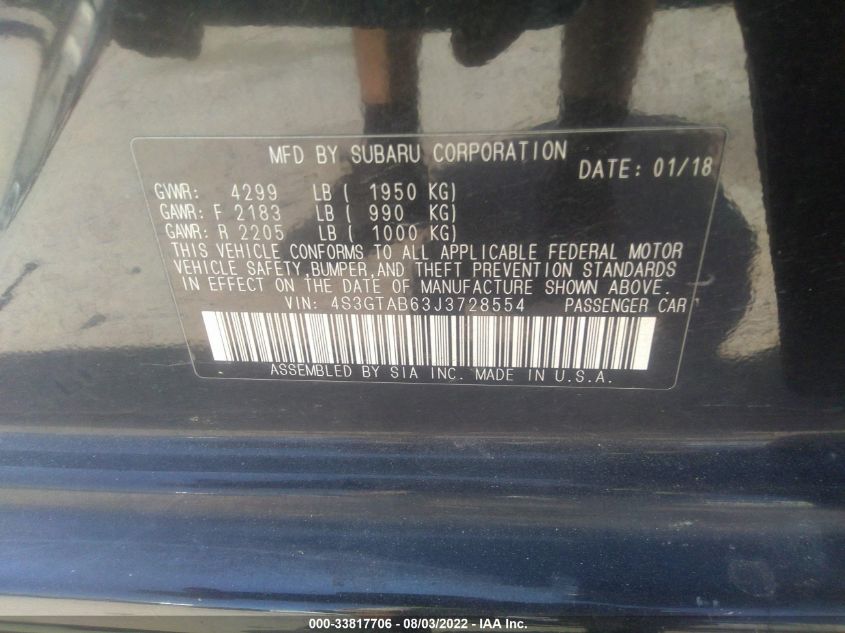 MFD BY SUBARU CORPORATION DATE: 01/18
GVWR: 4299 LB ( 1950 KG)
GAWR: F 2183 LB ( 990 KG)
GAWR: R 2205 LB ( 1000 KG)
THIS VEHICLE CONFORMS TO ALL APPLICABLE FEDERAL MOTOR
VEHICLE SAFETY,BUMPER,AND THEFT PREVENTION STANDARDS
IN EFFECT ON THE DATE OF MANUFACTURE SHOWN ABOVE.
VIN: 4S3GTAB63J3728554 PASSENGER CAR
ASSEMBLED BY SIA INC. MADE IN U.S.A.
000-33817706 - 08/03/2022 - IAA Inc.